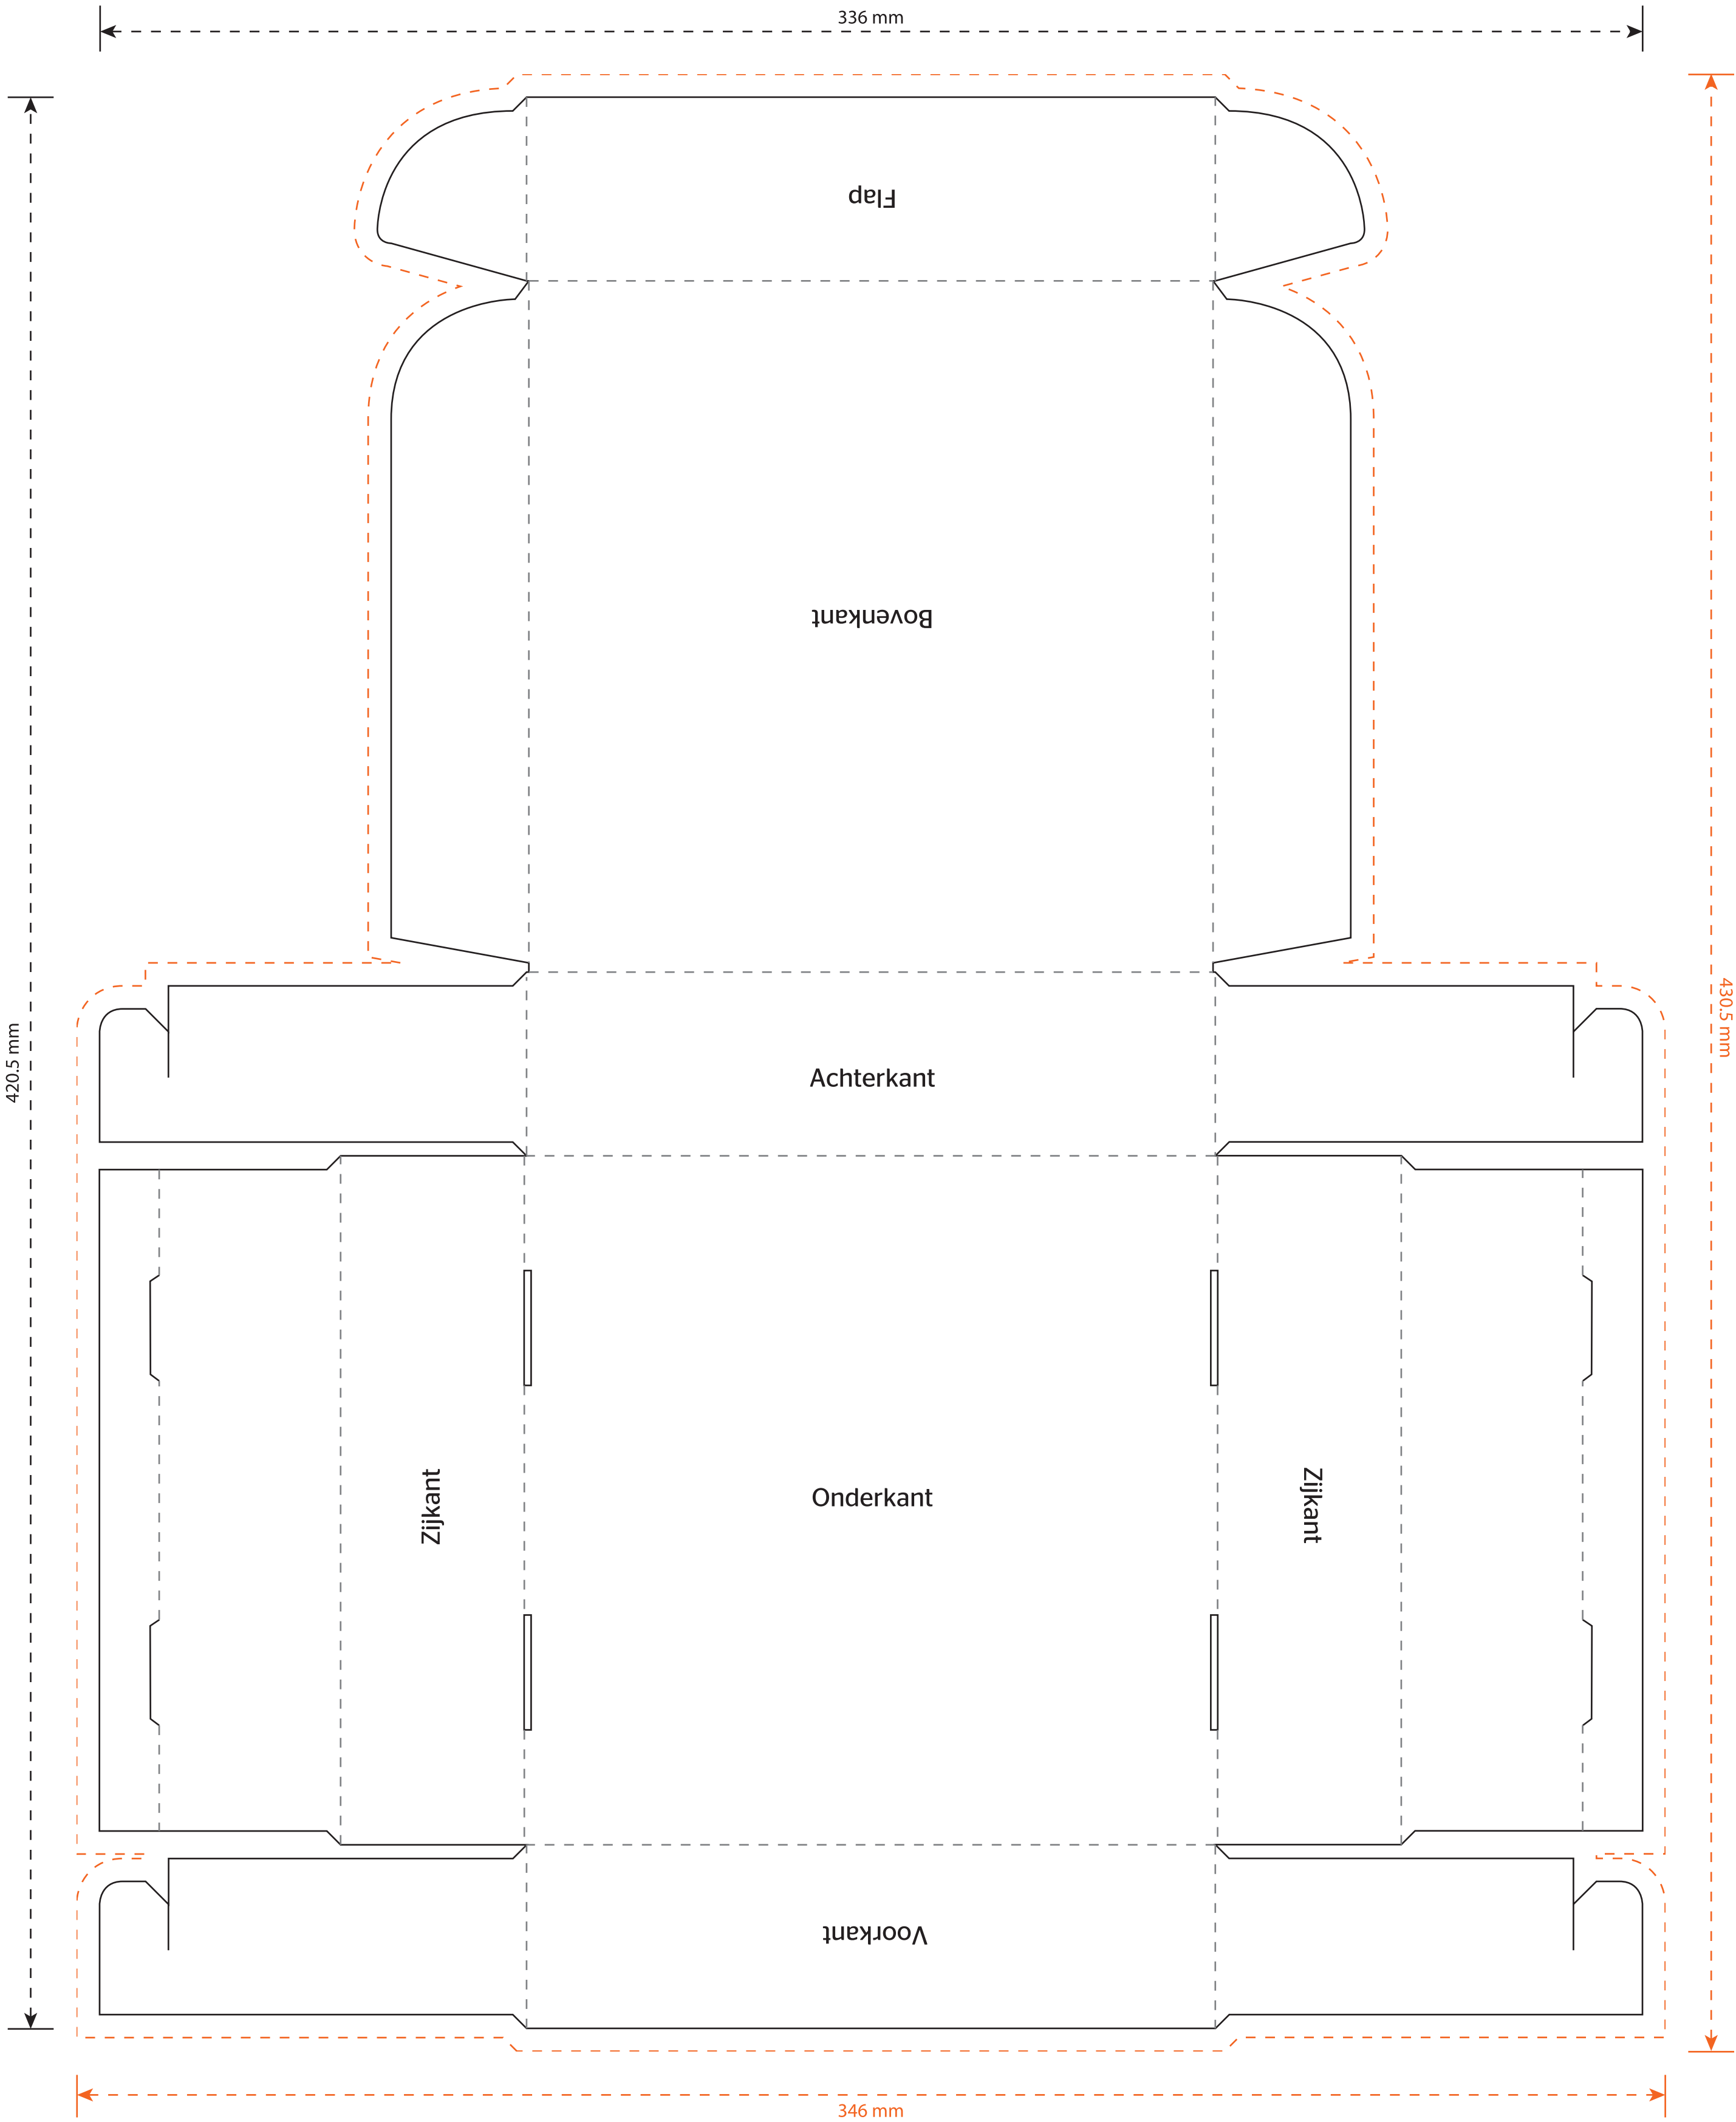 336 mm
Flap
Bovenkant
420.5 mm
430.5 mm
Achterkant
Zijkant
Onderkant
Zijkant
Voorkant
346 mm